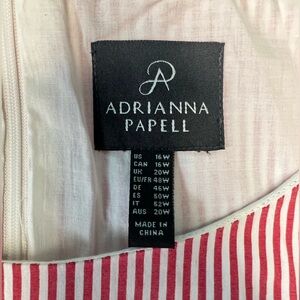 ADRIANNA
PAPELL
US 16W
CAN 16W
UK 20W
EU/FR 48W
DE 46W
ES 50W
IT 52W
AUS 20W
MADE IN
CHINA